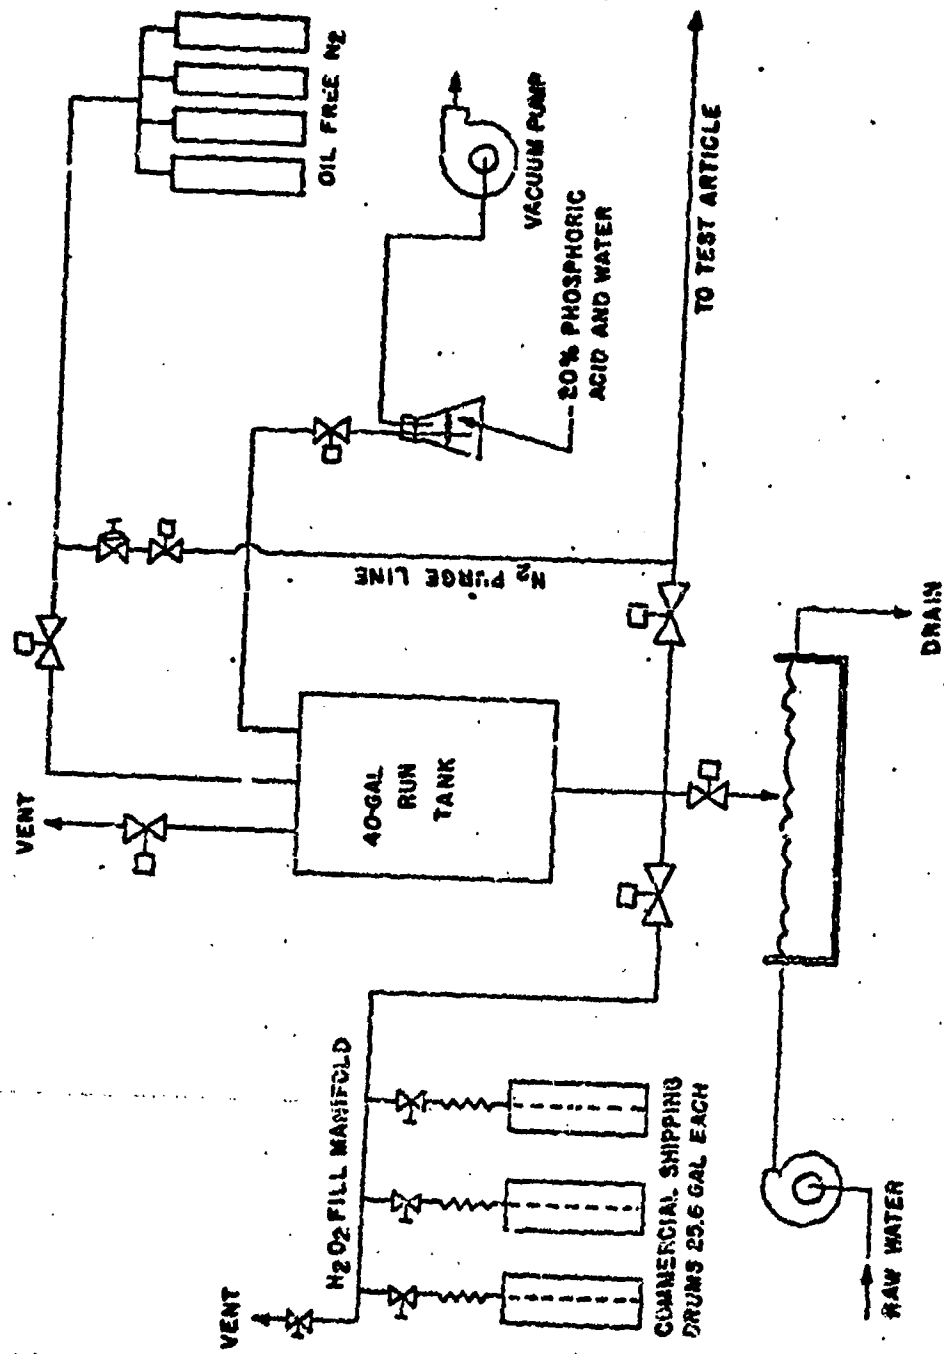 VENT
H2O2 FILL MANIFOLD
COMMERCIAL SHIPPING
DRUMS 25.6 GAL EACH
RAW WATER
VENT
40-GAL
RUN
TANK
N2 PURGE LINE
DRAIN
20% PHOSPHORIC
ACID AND WATER
VACUUM PUMP
OIL FREE N2
TO TEST ARTICLE